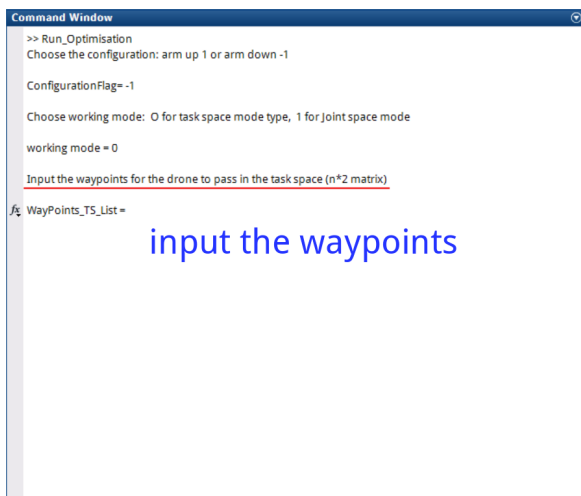 Command Window
>> Run_Optimisation
Choose the configuration: arm up 1 or arm down -1
ConfigurationFlag= -1
Choose working mode: O for task space mode type, 1 for Joint space mode
working mode = 0
Input the waypoints for the drone to pass in the task space (n*2 matrix)
fx WayPoints_TS_List =
input the waypoints